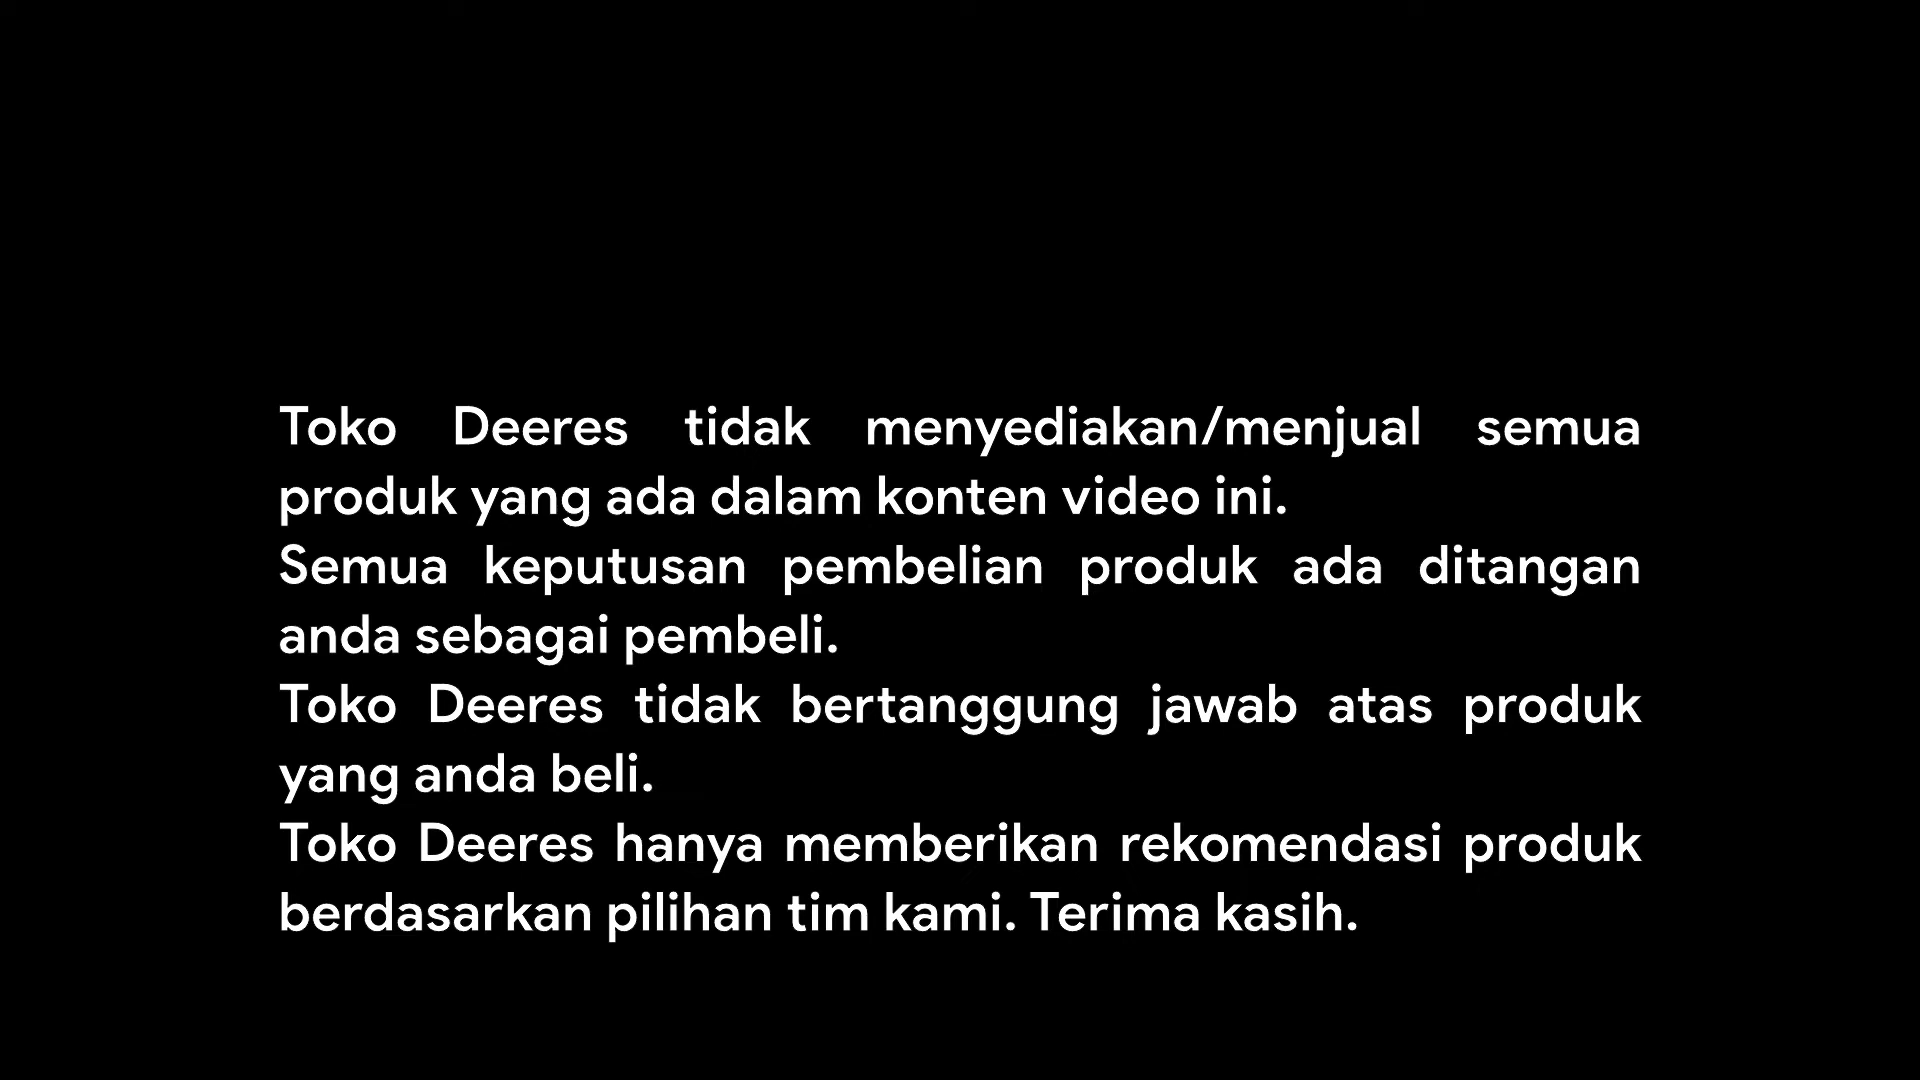 Toko Deeres tidak menyediakan/menjual semua
produk yang ada dalam konten video ini.
Semua keputusan pembelian produk ada ditangan
anda sebagai pembeli.
Toko Deeres tidak bertanggung jawab atas produk
yang anda beli.
Toko Deeres hanya memberikan rekomendasi produk
berdasarkan pilihan tim kami. Terima kasih.